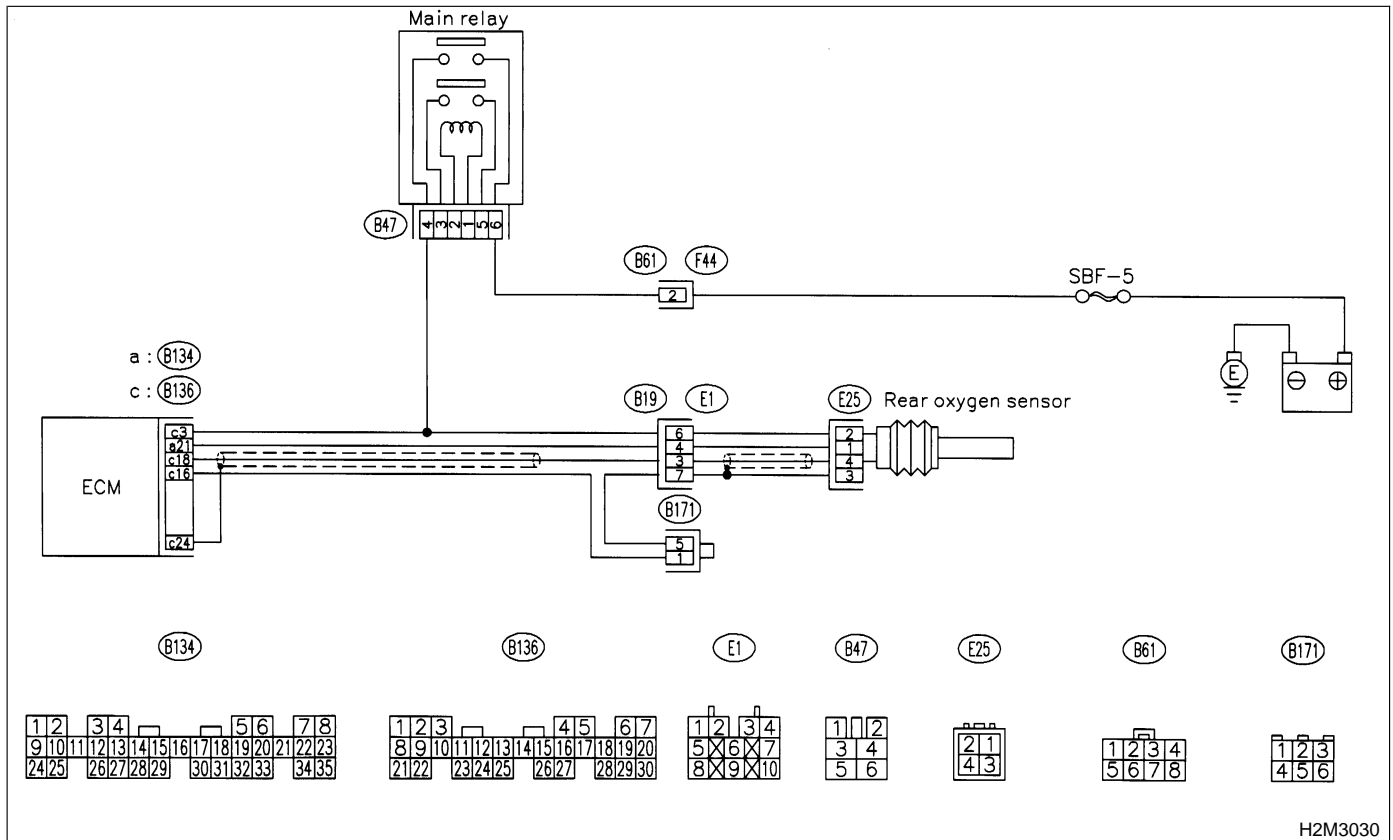 Main relay
B47
4 3 2 1 5 6
B61 F44
2
SBF-5
E
⊖ ⊕
a : B134
c : B136
B19 E1 E25 Rear oxygen sensor
ECM
c3
a21
c18
c16
c24
6
4
3
7
2
1
4
3
B171
5
1
B134 B136 E1 B47 E25 B61 B171
1 2 3 4 5 6 7 8
9 10 11 12 13 14 15 16 17 18 19 20 21 22 23
24 25 26 27 28 29 30 31 32 33 34 35
1 2 3 4 5 6 7
8 9 10 11 12 13 14 15 16 17 18 19 20
21 22 23 24 25 26 27 28 29 30
1 2 3 4
5 6 7
8 9 10
1 2
3 4
5 6
2 1
4 3
1 2 3 4
5 6 7 8
1 2 3
4 5 6
H2M3030